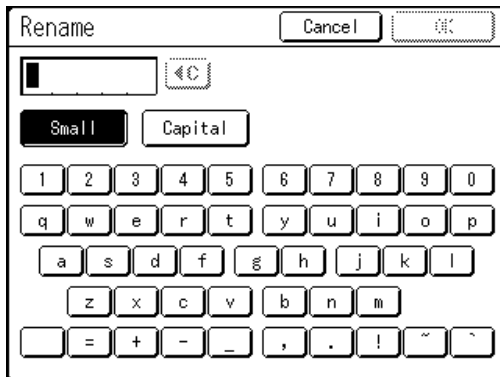 Rename Cancel OK
◀C
Small Capital
1 2 3 4 5 6 7 8 9 0
q w e r t y u i o p
a s d f g h j k l
z x c v b n m
= + - _ , . ! ~ `